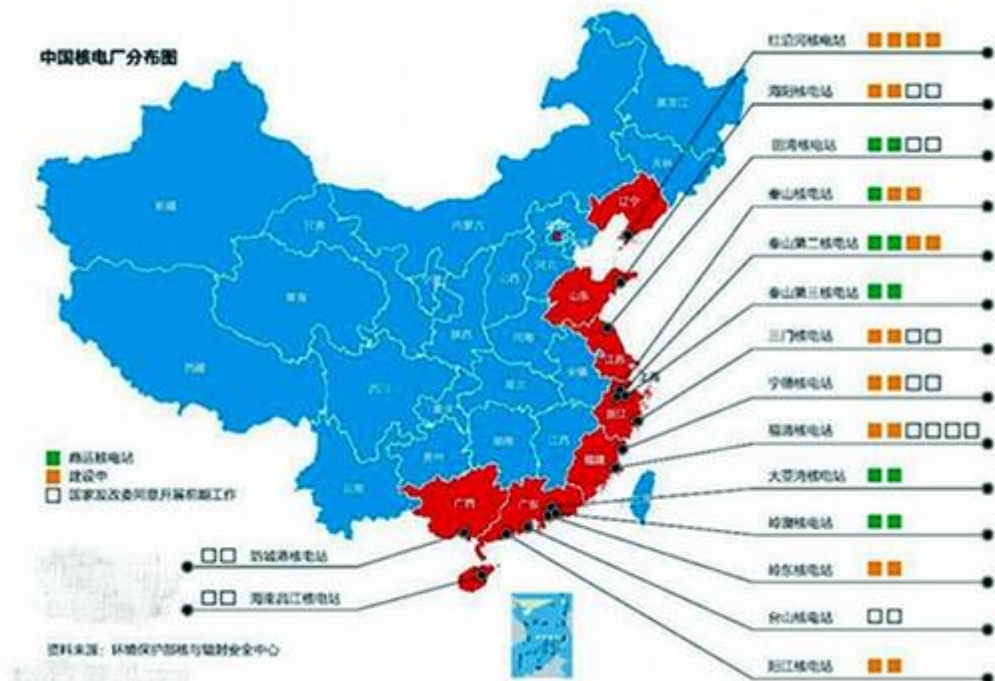 中国核电厂分布图
红沿河核电站
海阳核电站
田湾核电站
秦山核电站
秦山第二核电站
秦山第三核电站
三门核电站
宁德核电站
福清核电站
大亚湾核电站
岭澳核电站
岭东核电站
台山核电站
阳江核电站
黑龙江
吉林
辽宁
新疆
甘肃
内蒙古
河北
山西
山东
青海
陕西
河南
江苏
安徽
上海
西藏
四川
重庆
湖北
浙江
湖南
江西
福建
贵州
云南
广西
广东
商运核电站
建设中
国家发改委同意开展前期工作
防城港核电站
海南昌江核电站
资料来源：环境保护部核与辐射安全中心